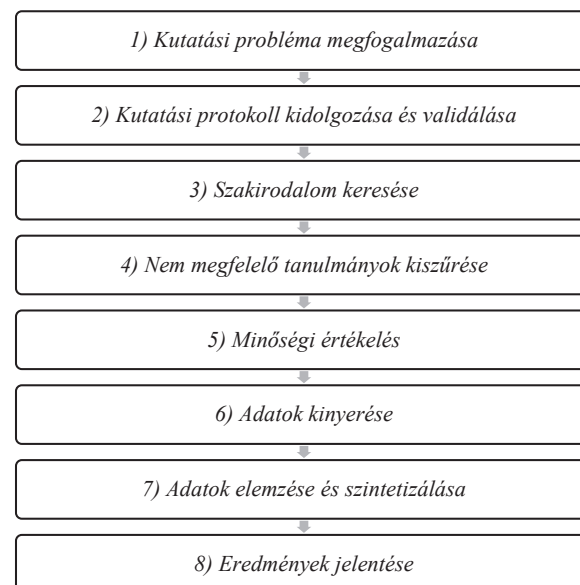 1) Kutatási probléma megfogalmazása
2) Kutatási protokoll kidolgozása és validálása
3) Szakirodalom keresése
4) Nem megfelelő tanulmányok kiszűrése
5) Minőségi értékelés
6) Adatok kinyerése
7) Adatok elemzése és szintetizálása
8) Eredmények jelentése